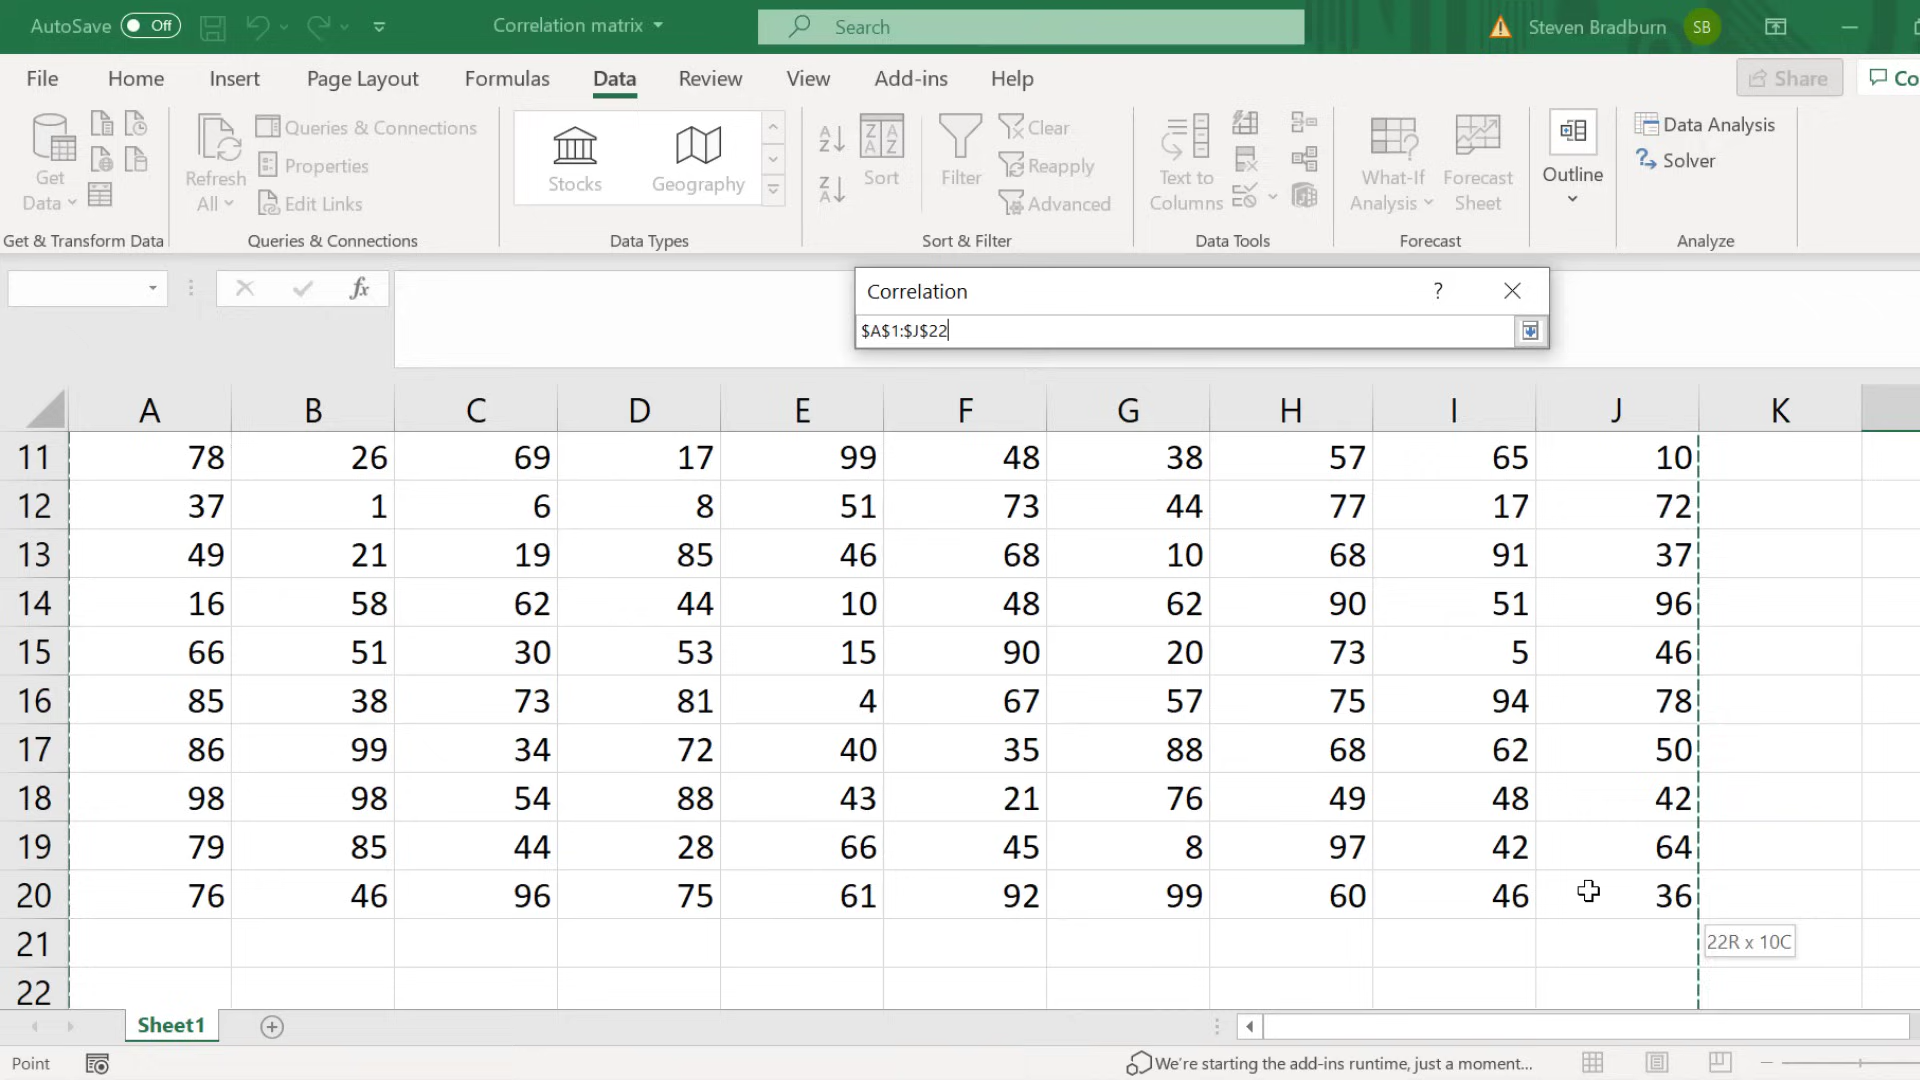 AutoSave Off Correlation matrix Search Steven Bradburn SB
File Home Insert Page Layout Formulas Data Review View Add-ins Help Share Co
Get Data
Refresh All
Queries & Connections
Properties
Edit Links
Stocks
Geography
Sort
Filter
Clear
Reapply
Advanced
Text to Columns
What-If Analysis
Forecast Sheet
Outline
Data Analysis
Solver
Get & Transform Data Queries & Connections Data Types Sort & Filter Data Tools Forecast Analyze
fx
Correlation ?
$A$1:$J$22
A B C D E F G H I J K
11 78 26 69 17 99 48 38 57 65 10
12 37 1 6 8 51 73 44 77 17 72
13 49 21 19 85 46 68 10 68 91 37
14 16 58 62 44 10 48 62 90 51 96
15 66 51 30 53 15 90 20 73 5 46
16 85 38 73 81 4 67 57 75 94 78
17 86 99 34 72 40 35 88 68 62 50
18 98 98 54 88 43 21 76 49 48 42
19 79 85 44 28 66 45 8 97 42 64
20 76 46 96 75 61 92 99 60 46 36
21
22R x 10C
22
Sheet1
Point We're starting the add-ins runtime, just a moment...